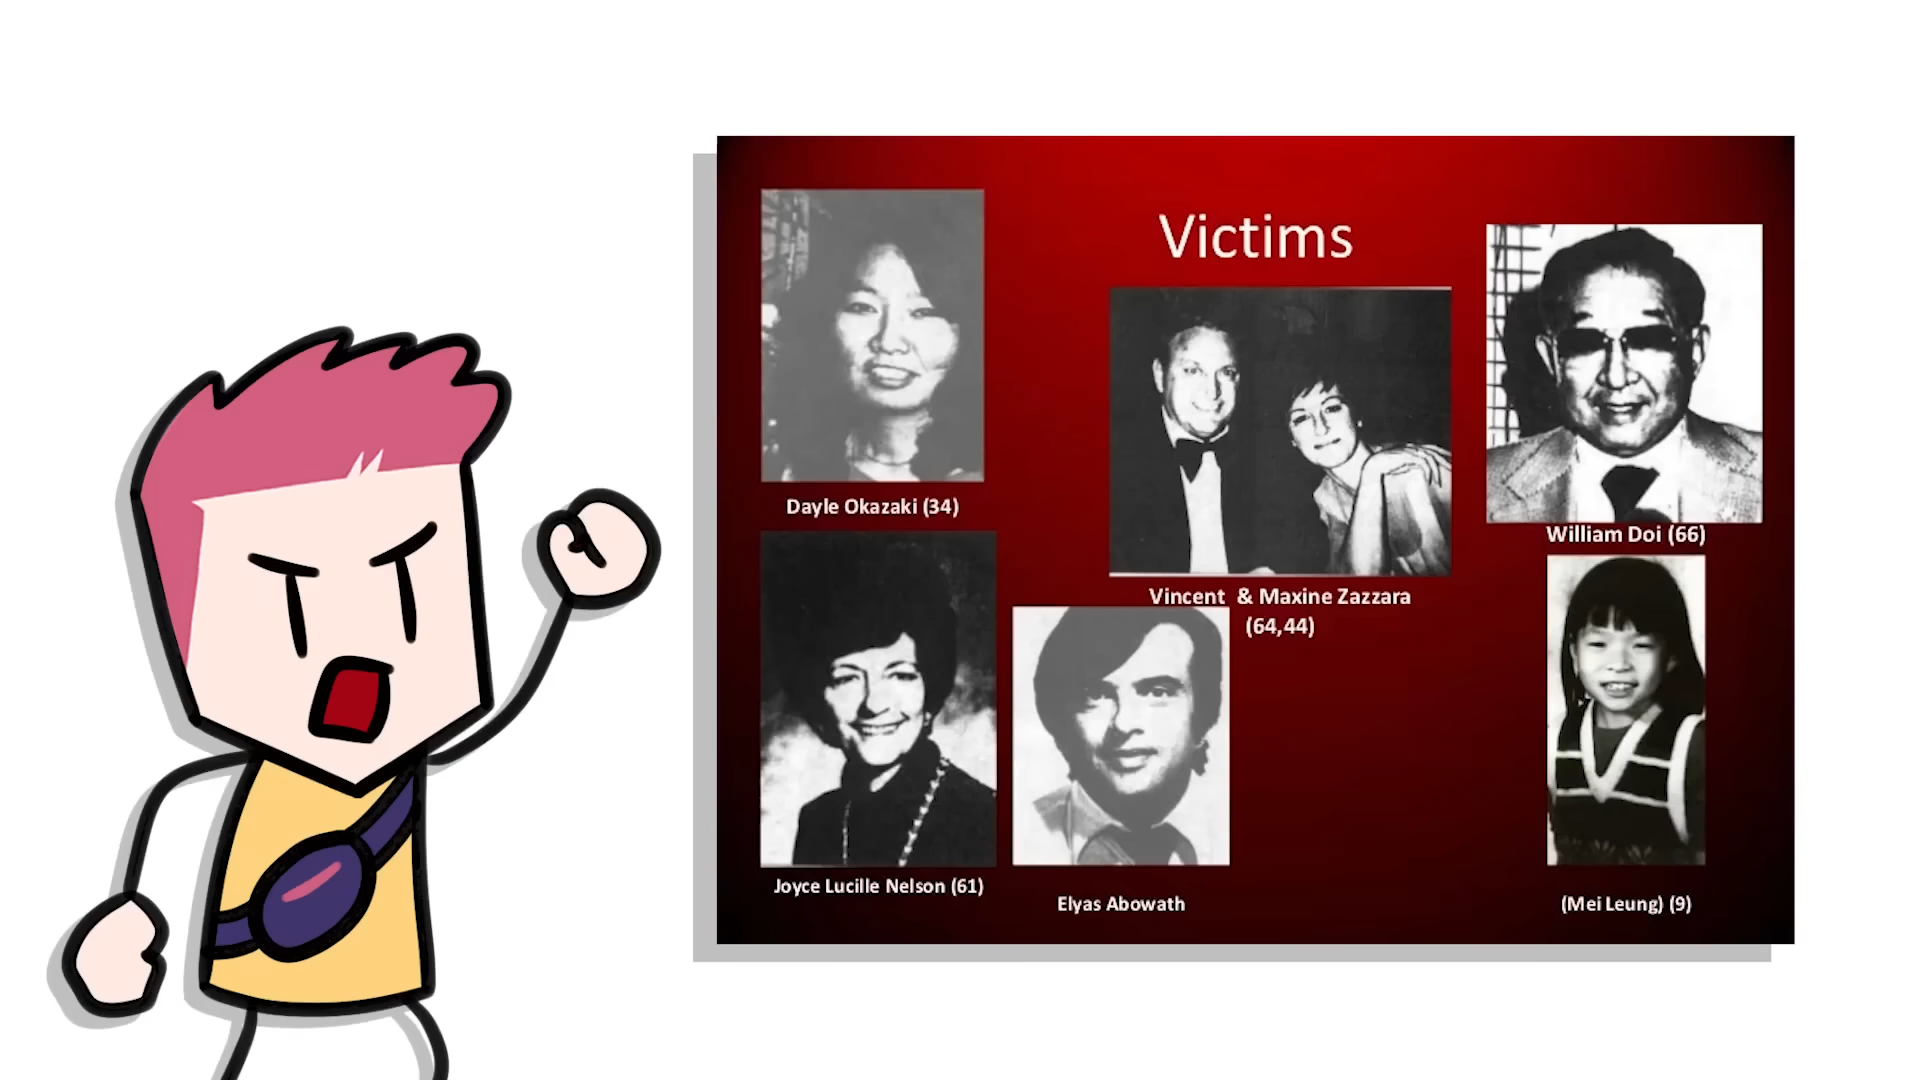 Victims
Dayle Okazaki (34)
Vincent & Maxine Zazzara
(64,44)
William Doi (66)
Joyce Lucille Nelson (61)
Elyas Abowath
(Mei Leung) (9)